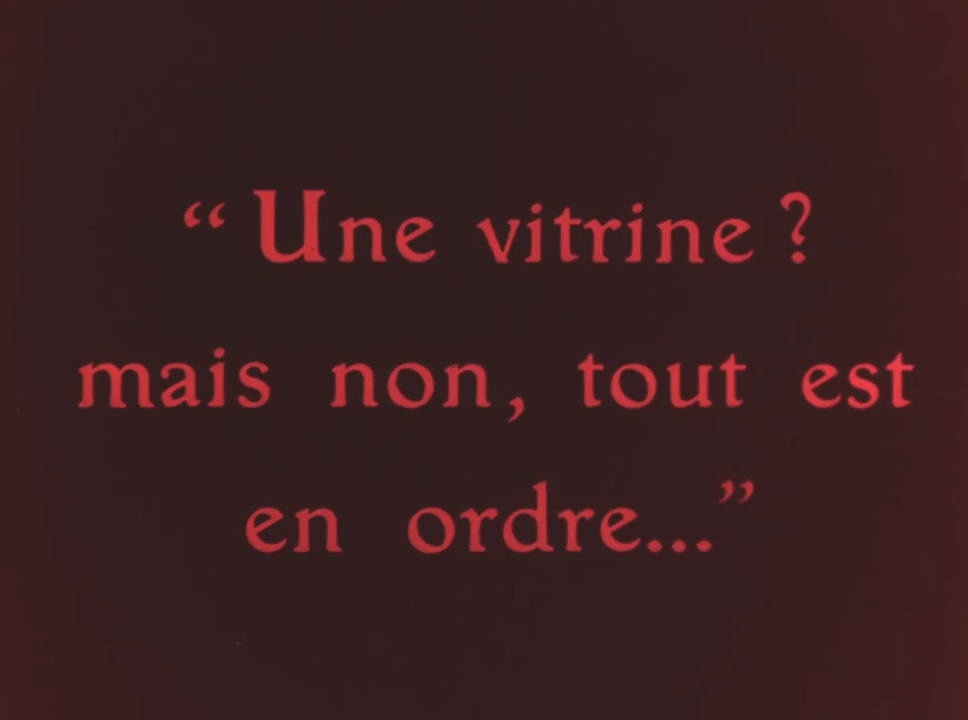 “ Une vitrine ?
mais non, tout est
en ordre...”